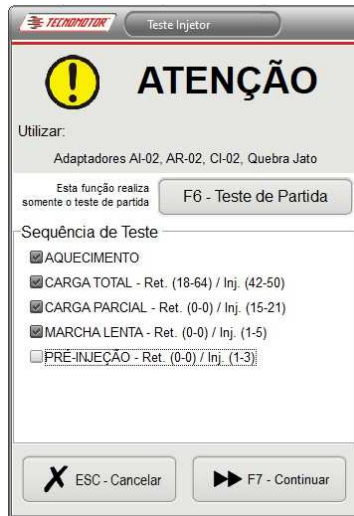 TECNOMOTOR
Teste Injetor
ATENÇÃO
Utilizar:
Adaptadores AI-02, AR-02, CI-02, Quebra Jato
Esta função realiza
somente o teste de partida
F6 - Teste de Partida
Sequência de Teste
AQUECIMENTO
CARGA TOTAL - Ret. (18-64) / Inj. (42-50)
CARGA PARCIAL - Ret. (0-0) / Inj. (15-21)
MARCHA LENTA - Ret. (0-0) / Inj. (1-5)
PRÉ-INJEÇÃO - Ret. (0-0) / Inj. (1-3)
ESC - Cancelar
F7 - Continuar